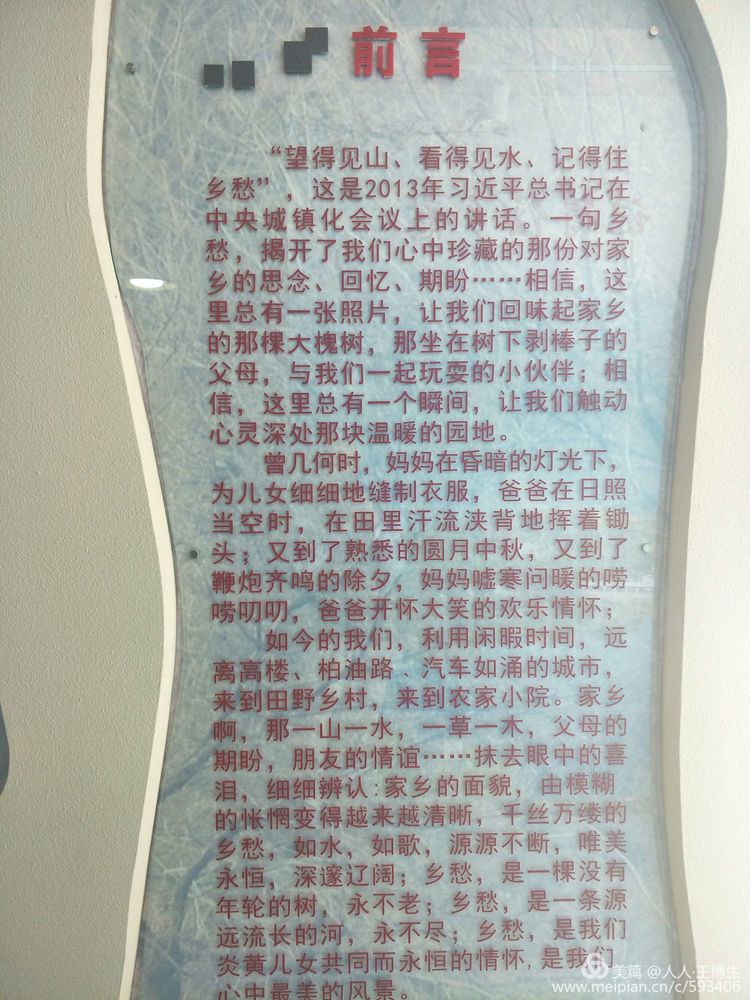 前言
“望得见山、看得见水、记得住
乡愁”，这是2013年习近平总书记在
中央城镇化会议上的讲话。一句乡
愁，揭开了我们心中珍藏的那份对家
乡的思念、回忆、期盼……相信，这
里总有一张照片，让我们回味起家乡
的那棵大槐树，那坐在树下剥棒子的
父母，与我们一起玩耍的小伙伴；相
信，这里总有一个瞬间，让我们触动
心灵深处那块温暖的园地。
曾几何时，妈妈在昏暗的灯光下，
为儿女细细地缝制衣服，爸爸在日照
当空时，在田里汗流浃背地挥着锄
头；又到了熟悉的圆月中秋，又到了
鞭炮齐鸣的除夕，妈妈嘘寒问暖的唠
唠叨叨，爸爸开怀大笑的欢乐情怀；
如今的我们，利用闲暇时间，远
离高楼、柏油路﹑汽车如涌的城市，
来到田野乡村，来到农家小院。家乡
啊，那一山一水，一草一木，父母的
期盼，朋友的情谊……抹去眼中的喜
泪，细细辨认:家乡的面貌，由模糊
的怅惘变得越来越清晰，千丝万缕的
乡愁，如水，如歌，源源不断，唯美
永恒，深邃辽阔；乡愁，是一棵没有
年轮的树，永不老；乡愁，是一条源
远流长的河，永不尽；乡愁，是我们
炎黄儿女共同而永恒的情怀,是我们
心中最美的风景。
美篇 @人人·王博生
www.meipian.cn/c/593406